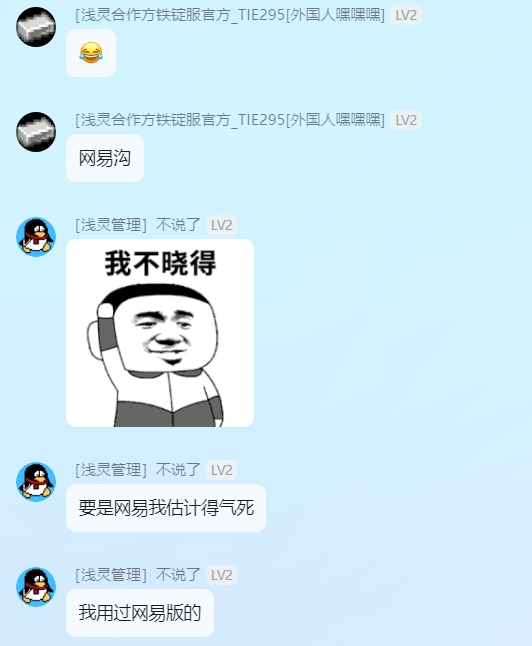 [浅灵合作方铁锭服官方_TIE295[外国人嘿嘿嘿] LV2
😂
[浅灵合作方铁锭服官方_TIE295[外国人嘿嘿嘿] LV2
网易沟
[浅灵管理] 不说了 LV2
我不晓得
[浅灵管理] 不说了 LV2
要是网易我估计得气死
[浅灵管理] 不说了 LV2
我用过网易版的